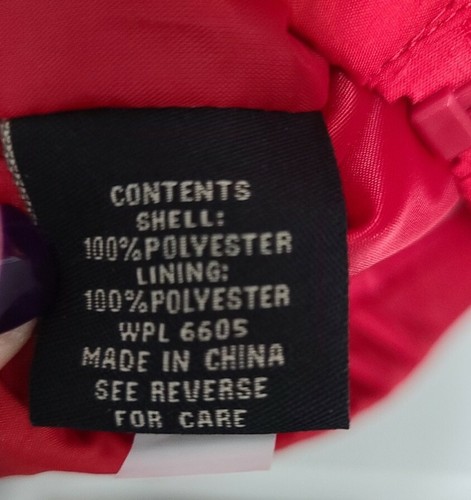 CONTENTS
SHELL:
100% POLYESTER
LINING:
100% POLYESTER
WPL 6605
MADE IN CHINA
SEE REVERSE
FOR CARE